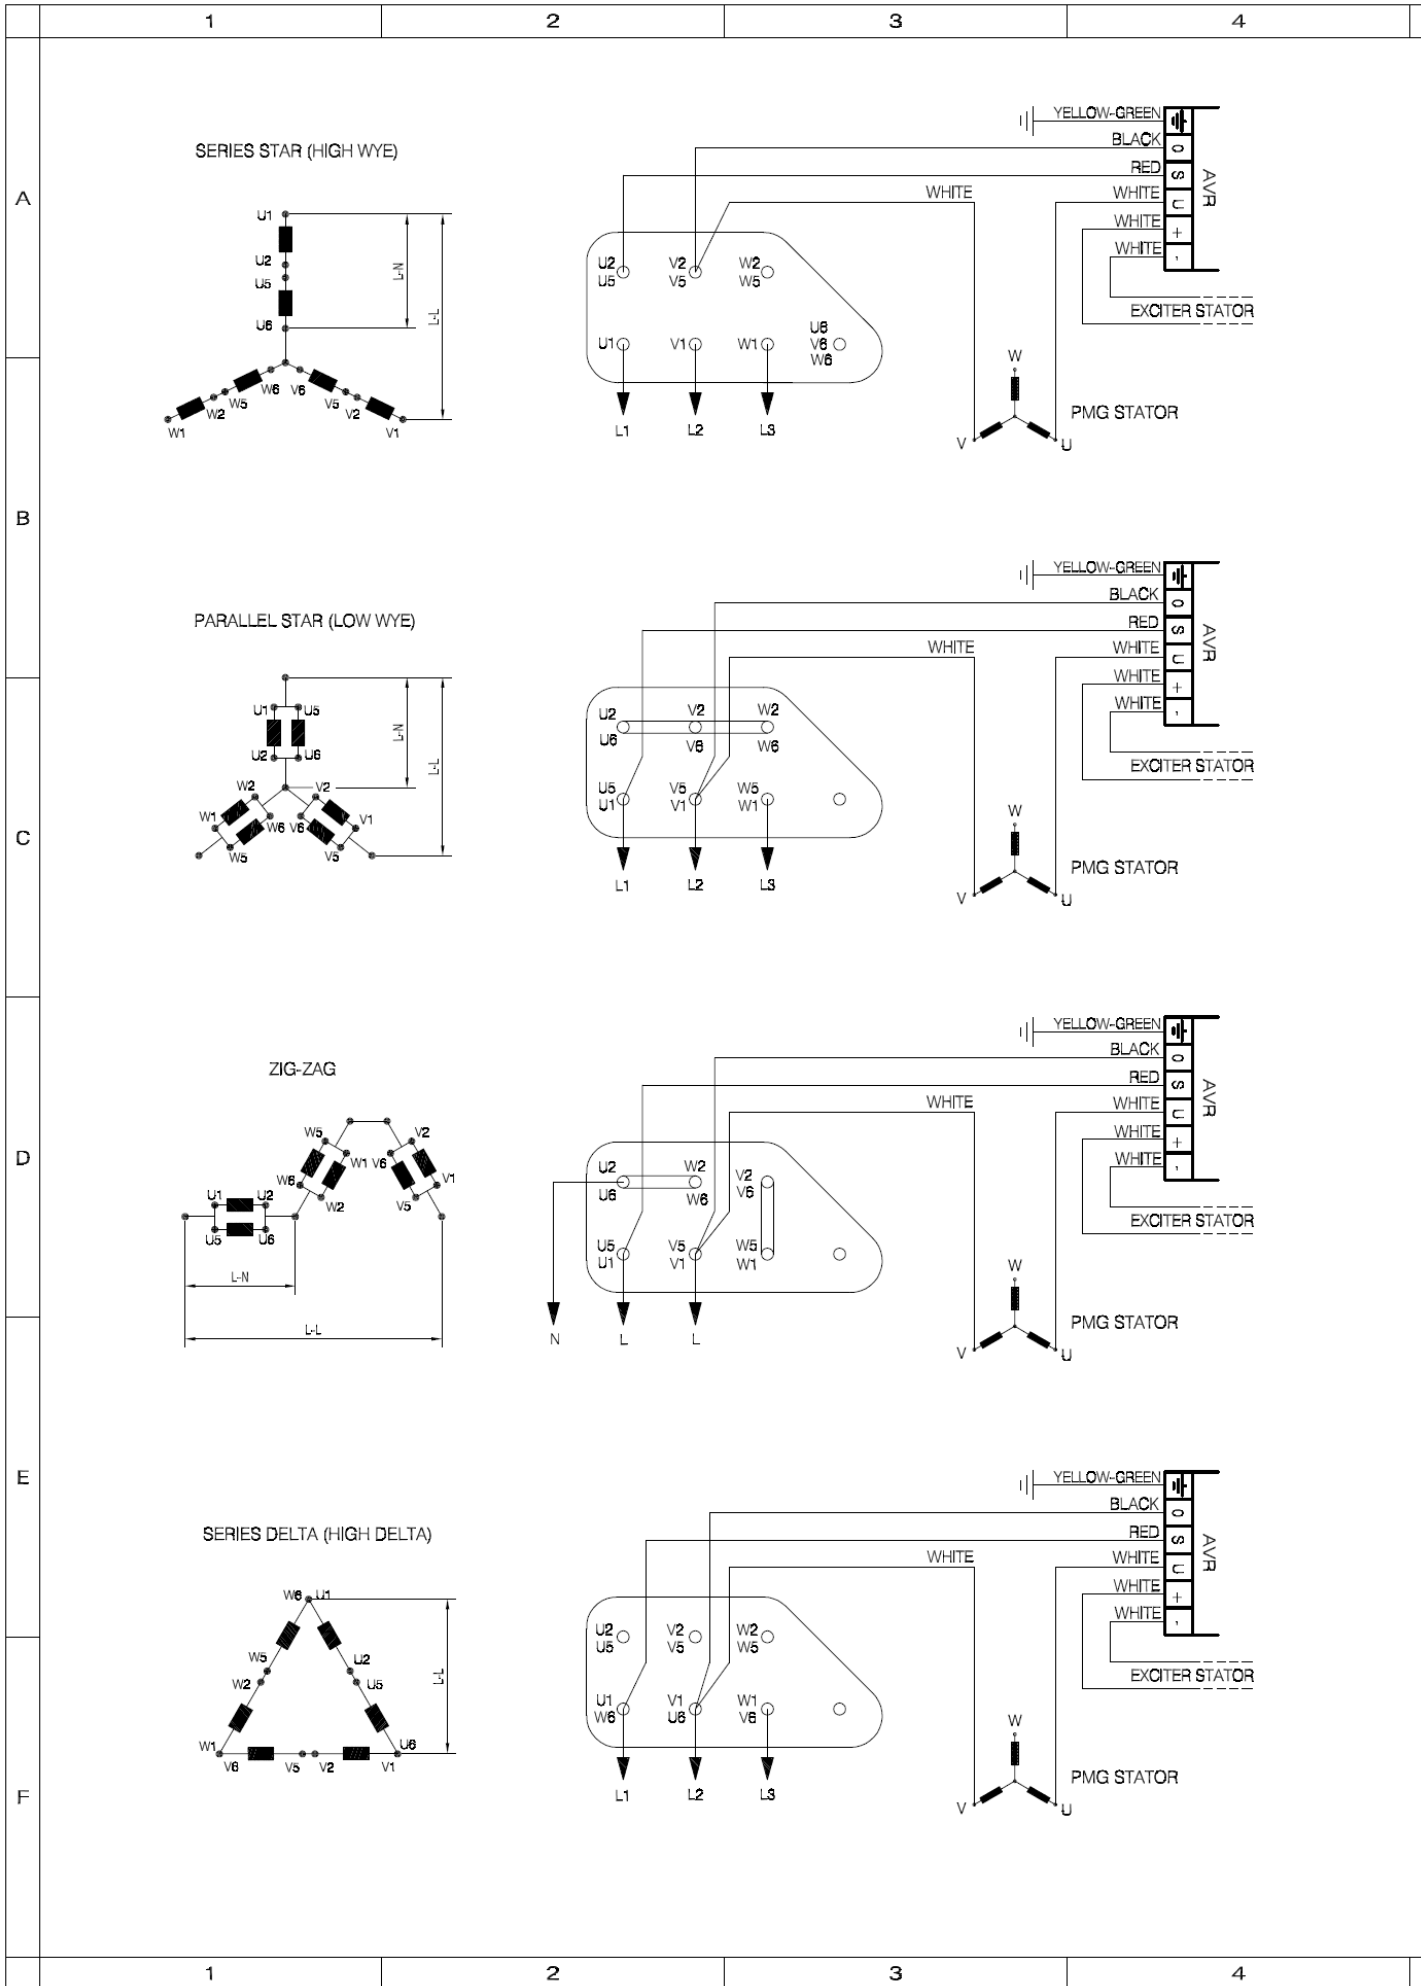 1 2 3 4
A
SERIES STAR (HIGH WYE)
U1
U2
U5
U6
W6 V6
W5 V5
W2 V2
W1 V1
L-N
L-L
U2 V2 W2
U5 V5 W5
U1 V1 W1
U6
V6
W6
L1 L2 L3
YELLOW-GREEN
BLACK
RED
WHITE WHITE
WHITE
WHITE
0
S
U
+
-
AVR
EXCITER STATOR
W
V U
PMG STATOR
B
PARALLEL STAR (LOW WYE)
U1 U5
U2 U6
W2 V2
W1 W6 V6 V1
W5 V5
L-N
L-L
U2 V2 W2
U6 V6 W6
U5 V5 W5
U1 V1 W1
L1 L2 L3
YELLOW-GREEN
BLACK
RED
WHITE WHITE
WHITE
WHITE
0
S
U
+
-
AVR
EXCITER STATOR
W
V U
PMG STATOR
C
D
ZIG-ZAG
W5 V2
W1 V6
W6 V1
W2 V5
U1 U2
U5 U6
L-N
L-L
U2 W2 V2
U6 W6 V6
U5 V5 W5
U1 V1 W1
N L L
YELLOW-GREEN
BLACK
RED
WHITE WHITE
WHITE
WHITE
0
S
U
+
-
AVR
EXCITER STATOR
W
V U
PMG STATOR
E
SERIES DELTA (HIGH DELTA)
W6 U1
W5 U2
W2 U5
W1 U6
V6 V5 V2 V1
L-L
U2 V2 W2
U5 V5 W5
U1 V1 W1
W6 U6 V6
L1 L2 L3
YELLOW-GREEN
BLACK
RED
WHITE WHITE
WHITE
WHITE
0
S
U
+
-
AVR
EXCITER STATOR
W
V U
PMG STATOR
F
1 2 3 4